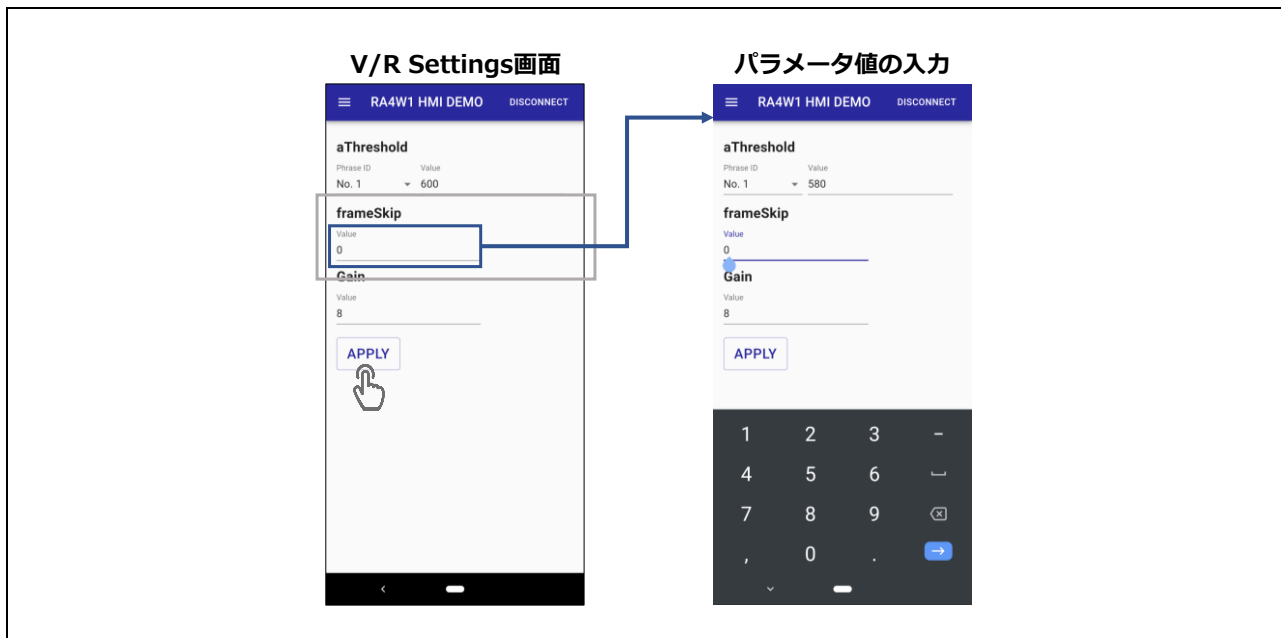 V/R Settings画面
RA4W1 HMI DEMO DISCONNECT
aThreshold
Phrase ID Value
No. 1 600
frameSkip
Value
0
Gain
Value
8
APPLY
パラメータ値の入力
RA4W1 HMI DEMO DISCONNECT
aThreshold
Phrase ID Value
No. 1 580
frameSkip
Value
0
Gain
Value
8
APPLY
1 2 3 –
4 5 6
7 8 9
, 0 .